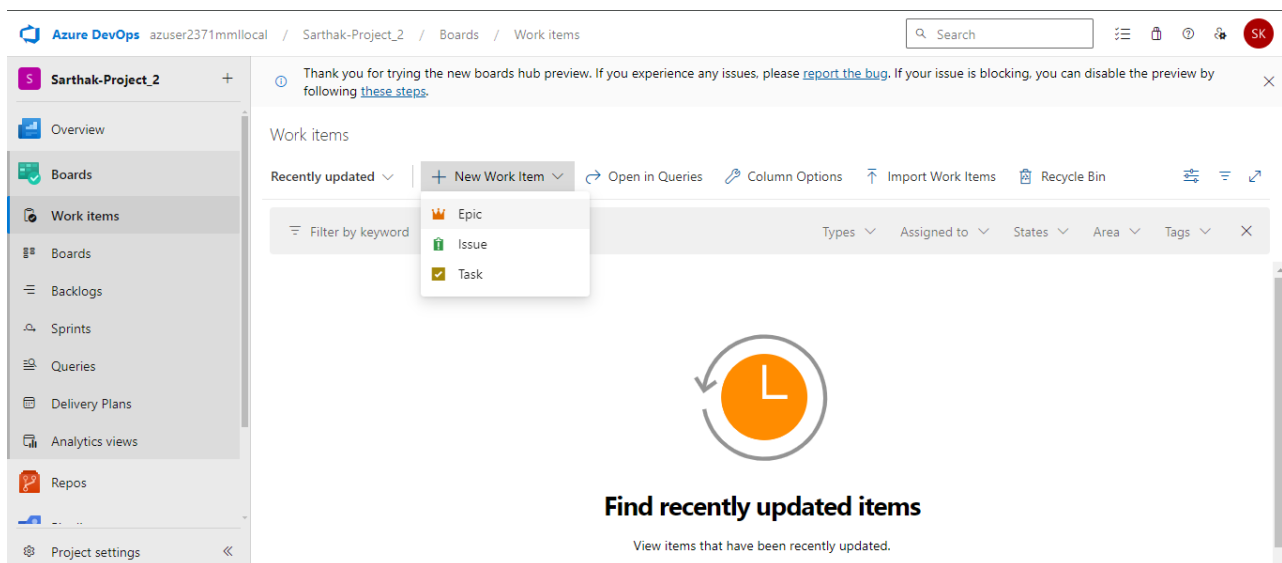 Azure DevOps azuser2371mmllocal / Sarthak-Project_2 / Boards / Work items
Search
SK
S Sarthak-Project_2 +
Thank you for trying the new boards hub preview. If you experience any issues, please report the bug. If your issue is blocking, you can disable the preview by
following these steps.
Overview
Boards
Work items
Boards
Backlogs
Sprints
Queries
Delivery Plans
Analytics views
Repos
Project settings
Work items
Recently updated
New Work Item
Open in Queries
Column Options
Import Work Items
Recycle Bin
Epic
Issue
Task
Filter by keyword
Types
Assigned to
States
Area
Tags
Find recently updated items
View items that have been recently updated.